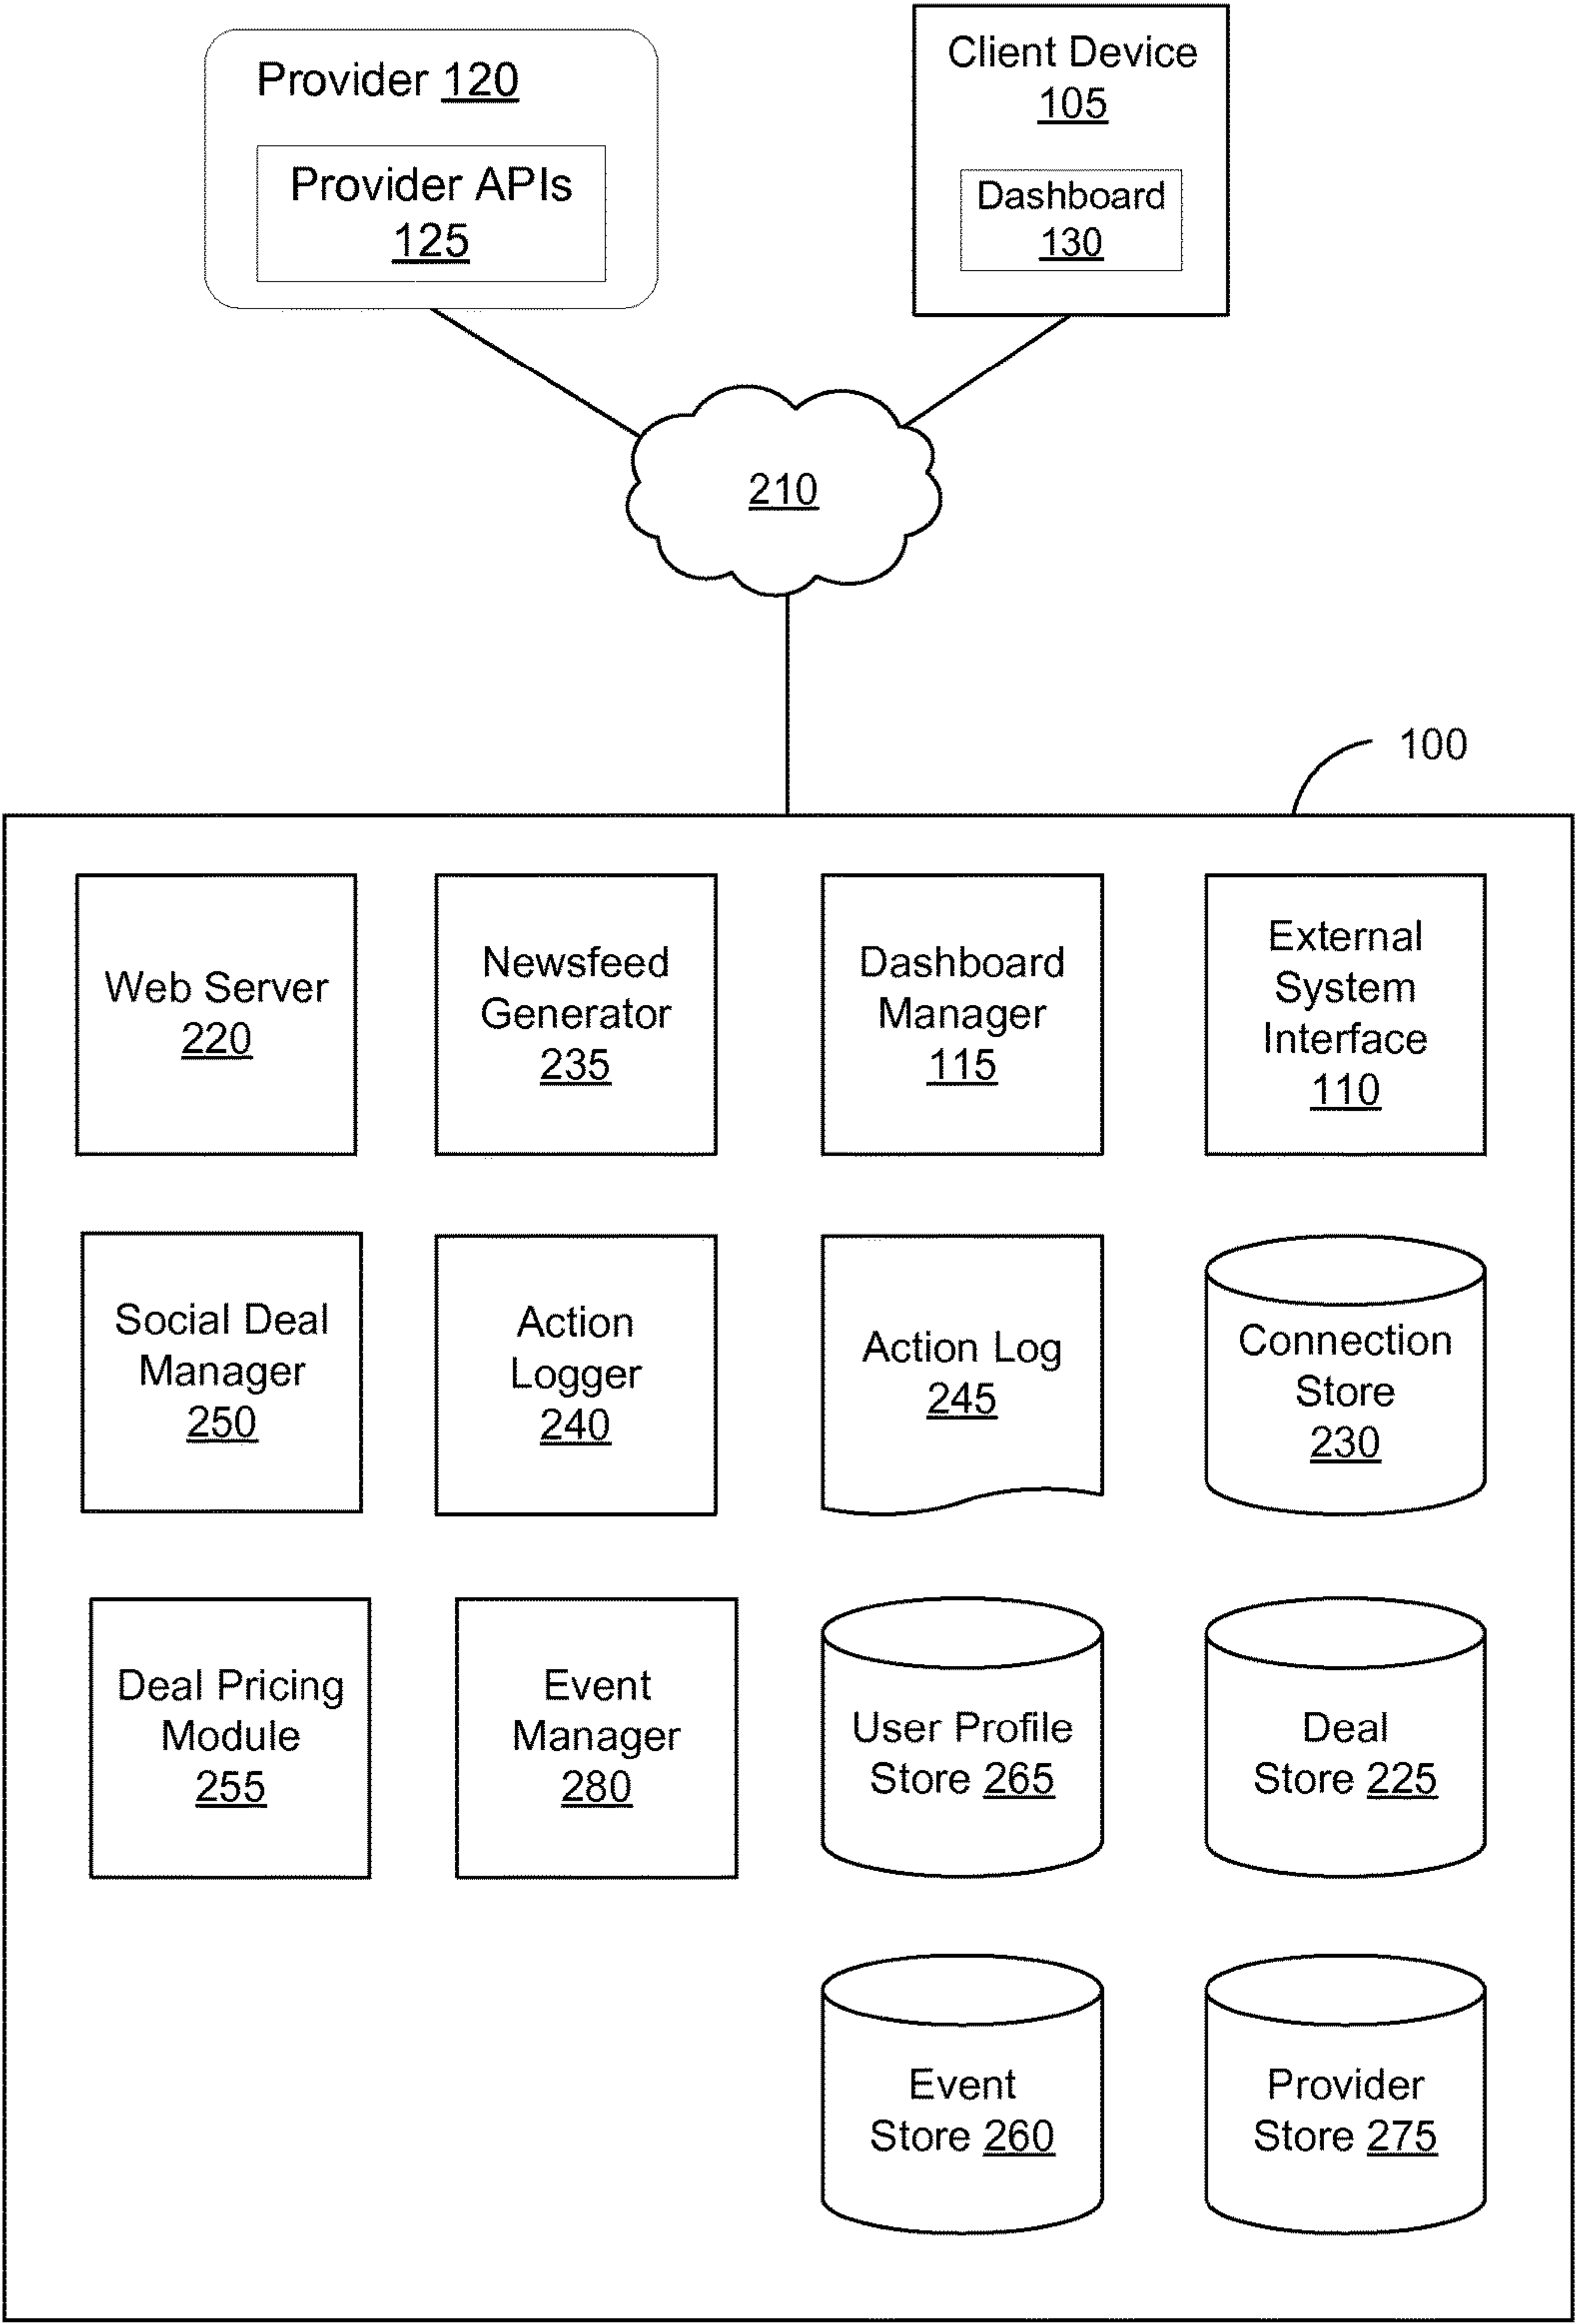 Provider 120
Provider APIs
125
Client Device
105
Dashboard
130
210
100
Web Server
220
Newsfeed
Generator
235
Dashboard
Manager
115
External
System
Interface
110
Social Deal
Manager
250
Action
Logger
240
Action Log
245
Connection
Store
230
Deal Pricing
Module
255
Event
Manager
280
User Profile
Store 265
Deal
Store 225
Event
Store 260
Provider
Store 275